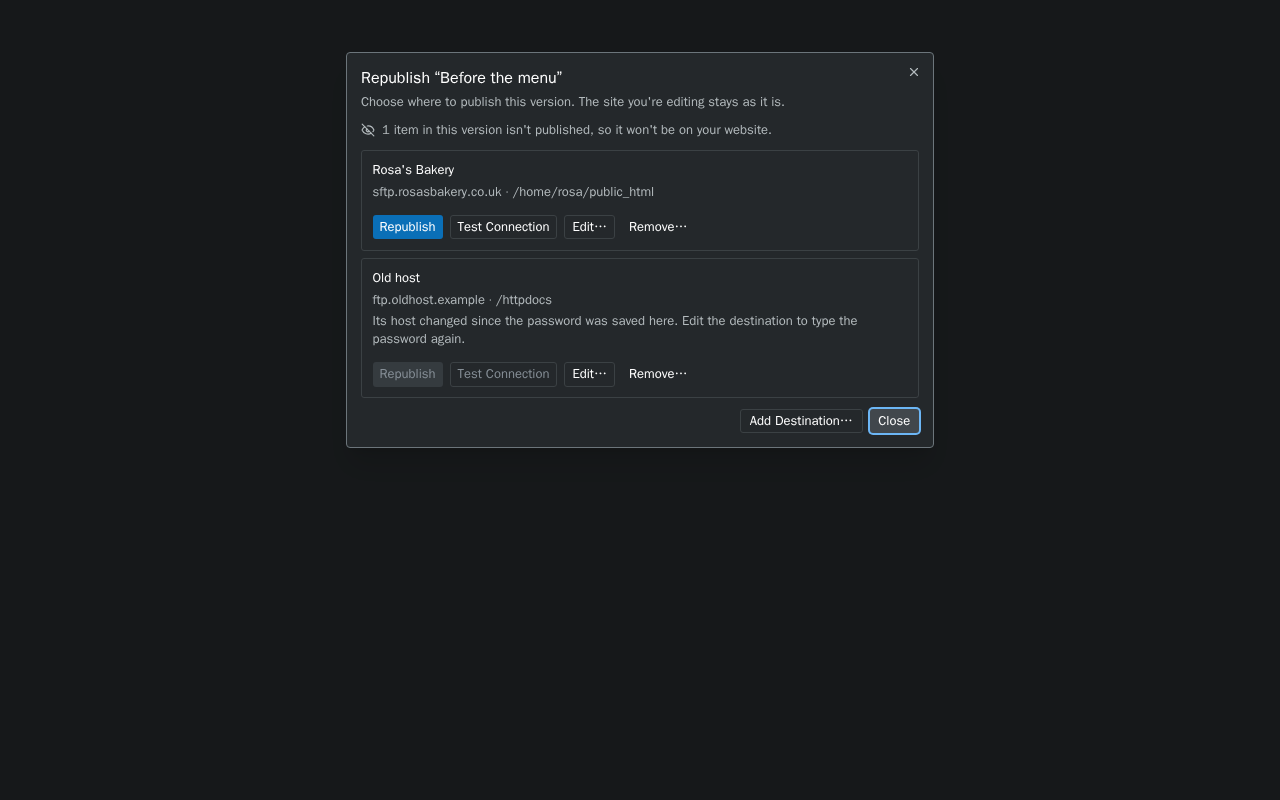 Republish “Before the menu”
Choose where to publish this version. The site you're editing stays as it is.
1 item in this version isn't published, so it won't be on your website.
Rosa's Bakery
sftp.rosasbakery.co.uk · /home/rosa/public_html
Republish Test Connection Edit… Remove…
Old host
ftp.oldhost.example · /httpdocs
Its host changed since the password was saved here. Edit the destination to type the
password again.
Republish Test Connection Edit… Remove…
Add Destination… Close